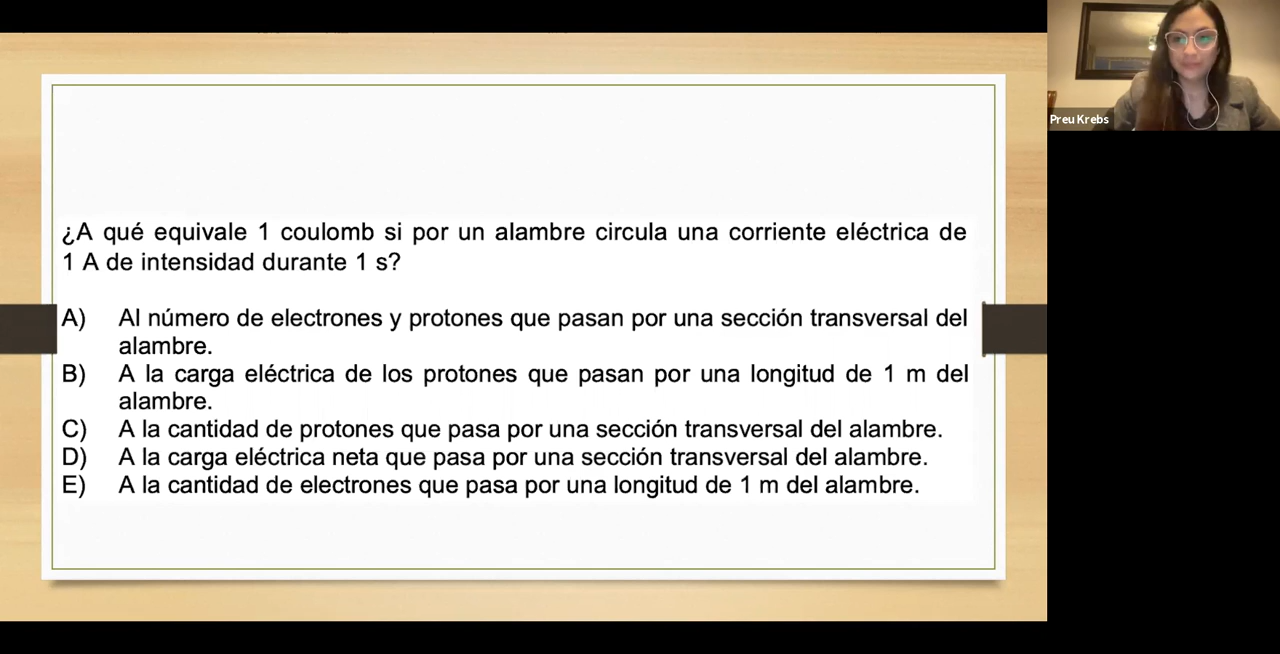 ¿A qué equivale 1 coulomb si por un alambre circula una corriente eléctrica de
1 A de intensidad durante 1 s?
A) Al número de electrones y protones que pasan por una sección transversal del
alambre.
B) A la carga eléctrica de los protones que pasan por una longitud de 1 m del
alambre.
C) A la cantidad de protones que pasa por una sección transversal del alambre.
D) A la carga eléctrica neta que pasa por una sección transversal del alambre.
E) A la cantidad de electrones que pasa por una longitud de 1 m del alambre.
Preu Krebs